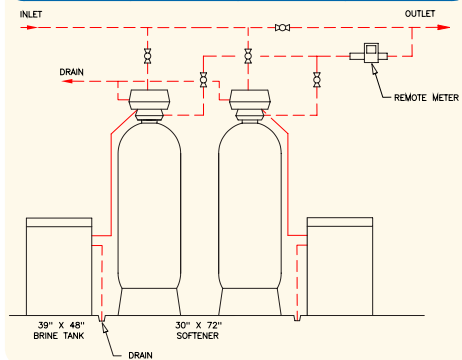 INLET
OUTLET
DRAIN
REMOTE METER
39" X 48"
BRINE TANK
30" X 72"
SOFTENER
DRAIN